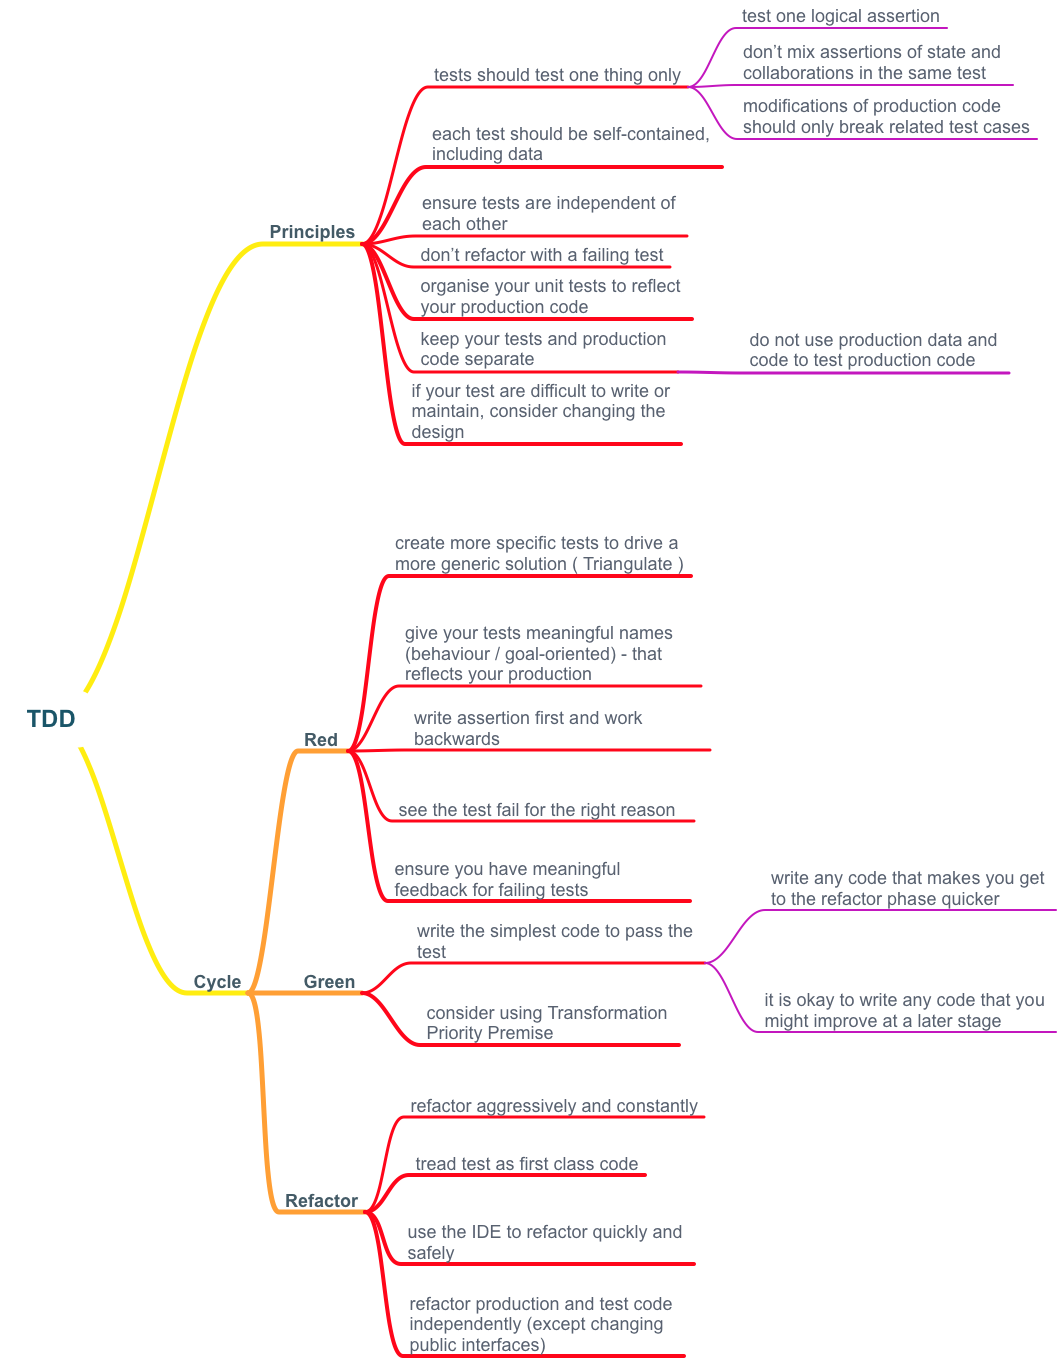 test one logical assertion
don’t mix assertions of state and
collaborations in the same test
tests should test one thing only
modifications of production code
should only break related test cases
each test should be self-contained,
including data
ensure tests are independent of
each other
Principles
don’t refactor with a failing test
organise your unit tests to reflect
your production code
keep your tests and production
code separate
do not use production data and
code to test production code
if your test are difficult to write or
maintain, consider changing the
design
create more specific tests to drive a
more generic solution ( Triangulate )
give your tests meaningful names
(behaviour / goal-oriented) - that
reflects your production
TDD
write assertion first and work
backwards
Red
see the test fail for the right reason
ensure you have meaningful
feedback for failing tests
write any code that makes you get
to the refactor phase quicker
write the simplest code to pass the
test
Cycle
Green
it is okay to write any code that you
might improve at a later stage
consider using Transformation
Priority Premise
refactor aggressively and constantly
tread test as first class code
Refactor
use the IDE to refactor quickly and
safely
refactor production and test code
independently (except changing
public interfaces)